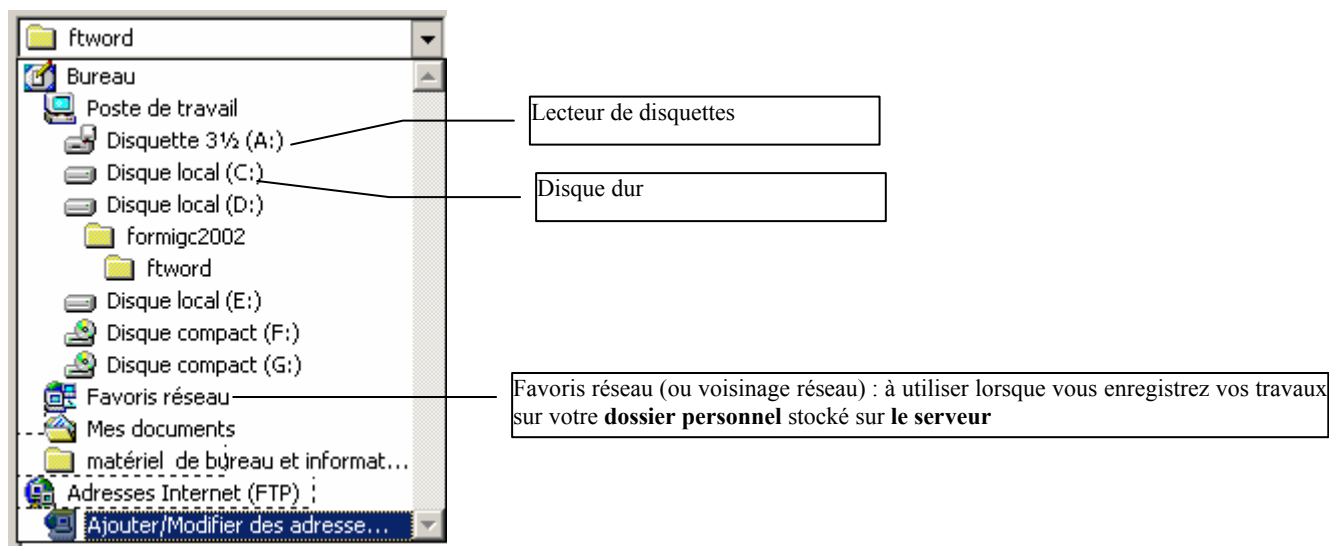 ftword
Bureau
Poste de travail
Disquette 3½ (A:)
Disque local (C:)
Disque local (D:)
formigc2002
ftword
Disque local (E:)
Disque compact (F:)
Disque compact (G:)
Favoris réseau
Mes documents
matériel de bureau et informat...
Adresses Internet (FTP)
Ajouter/Modifier des adresse...
Lecteur de disquettes
Disque dur
Favoris réseau (ou voisinage réseau) : à utiliser lorsque vous enregistrez vos travaux
sur votre dossier personnel stocké sur le serveur